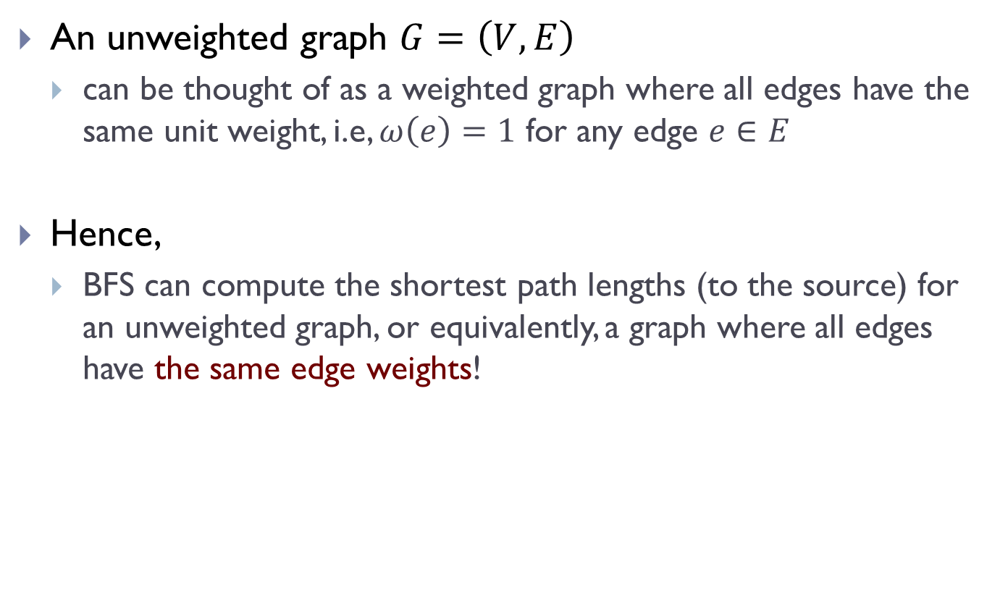 An unweighted graph G = (V, E)
can be thought of as a weighted graph where all edges have the
same unit weight, i.e, ω(e) = 1 for any edge e ∈ E
Hence,
BFS can compute the shortest path lengths (to the source) for
an unweighted graph, or equivalently, a graph where all edges
have the same edge weights!